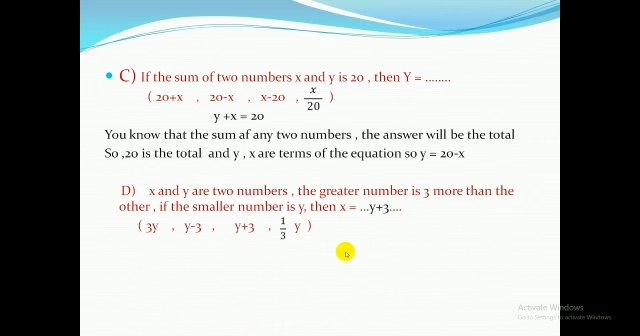 • C) If the sum of two numbers x and y is 20 , then Y = ........
( 20+x , 20-x , x-20 , x/20 )
y +x = 20
You know that the sum af any two numbers , the answer will be the total
So ,20 is the total and y , x are terms of the equation so y = 20-x
D) x and y are two numbers , the greater number is 3 more than the
other , if the smaller number is y, then x = ...y+3....
( 3y , y-3 , y+3 , 1/3 y )
Activate Windows
Go to Settings to activate Windows